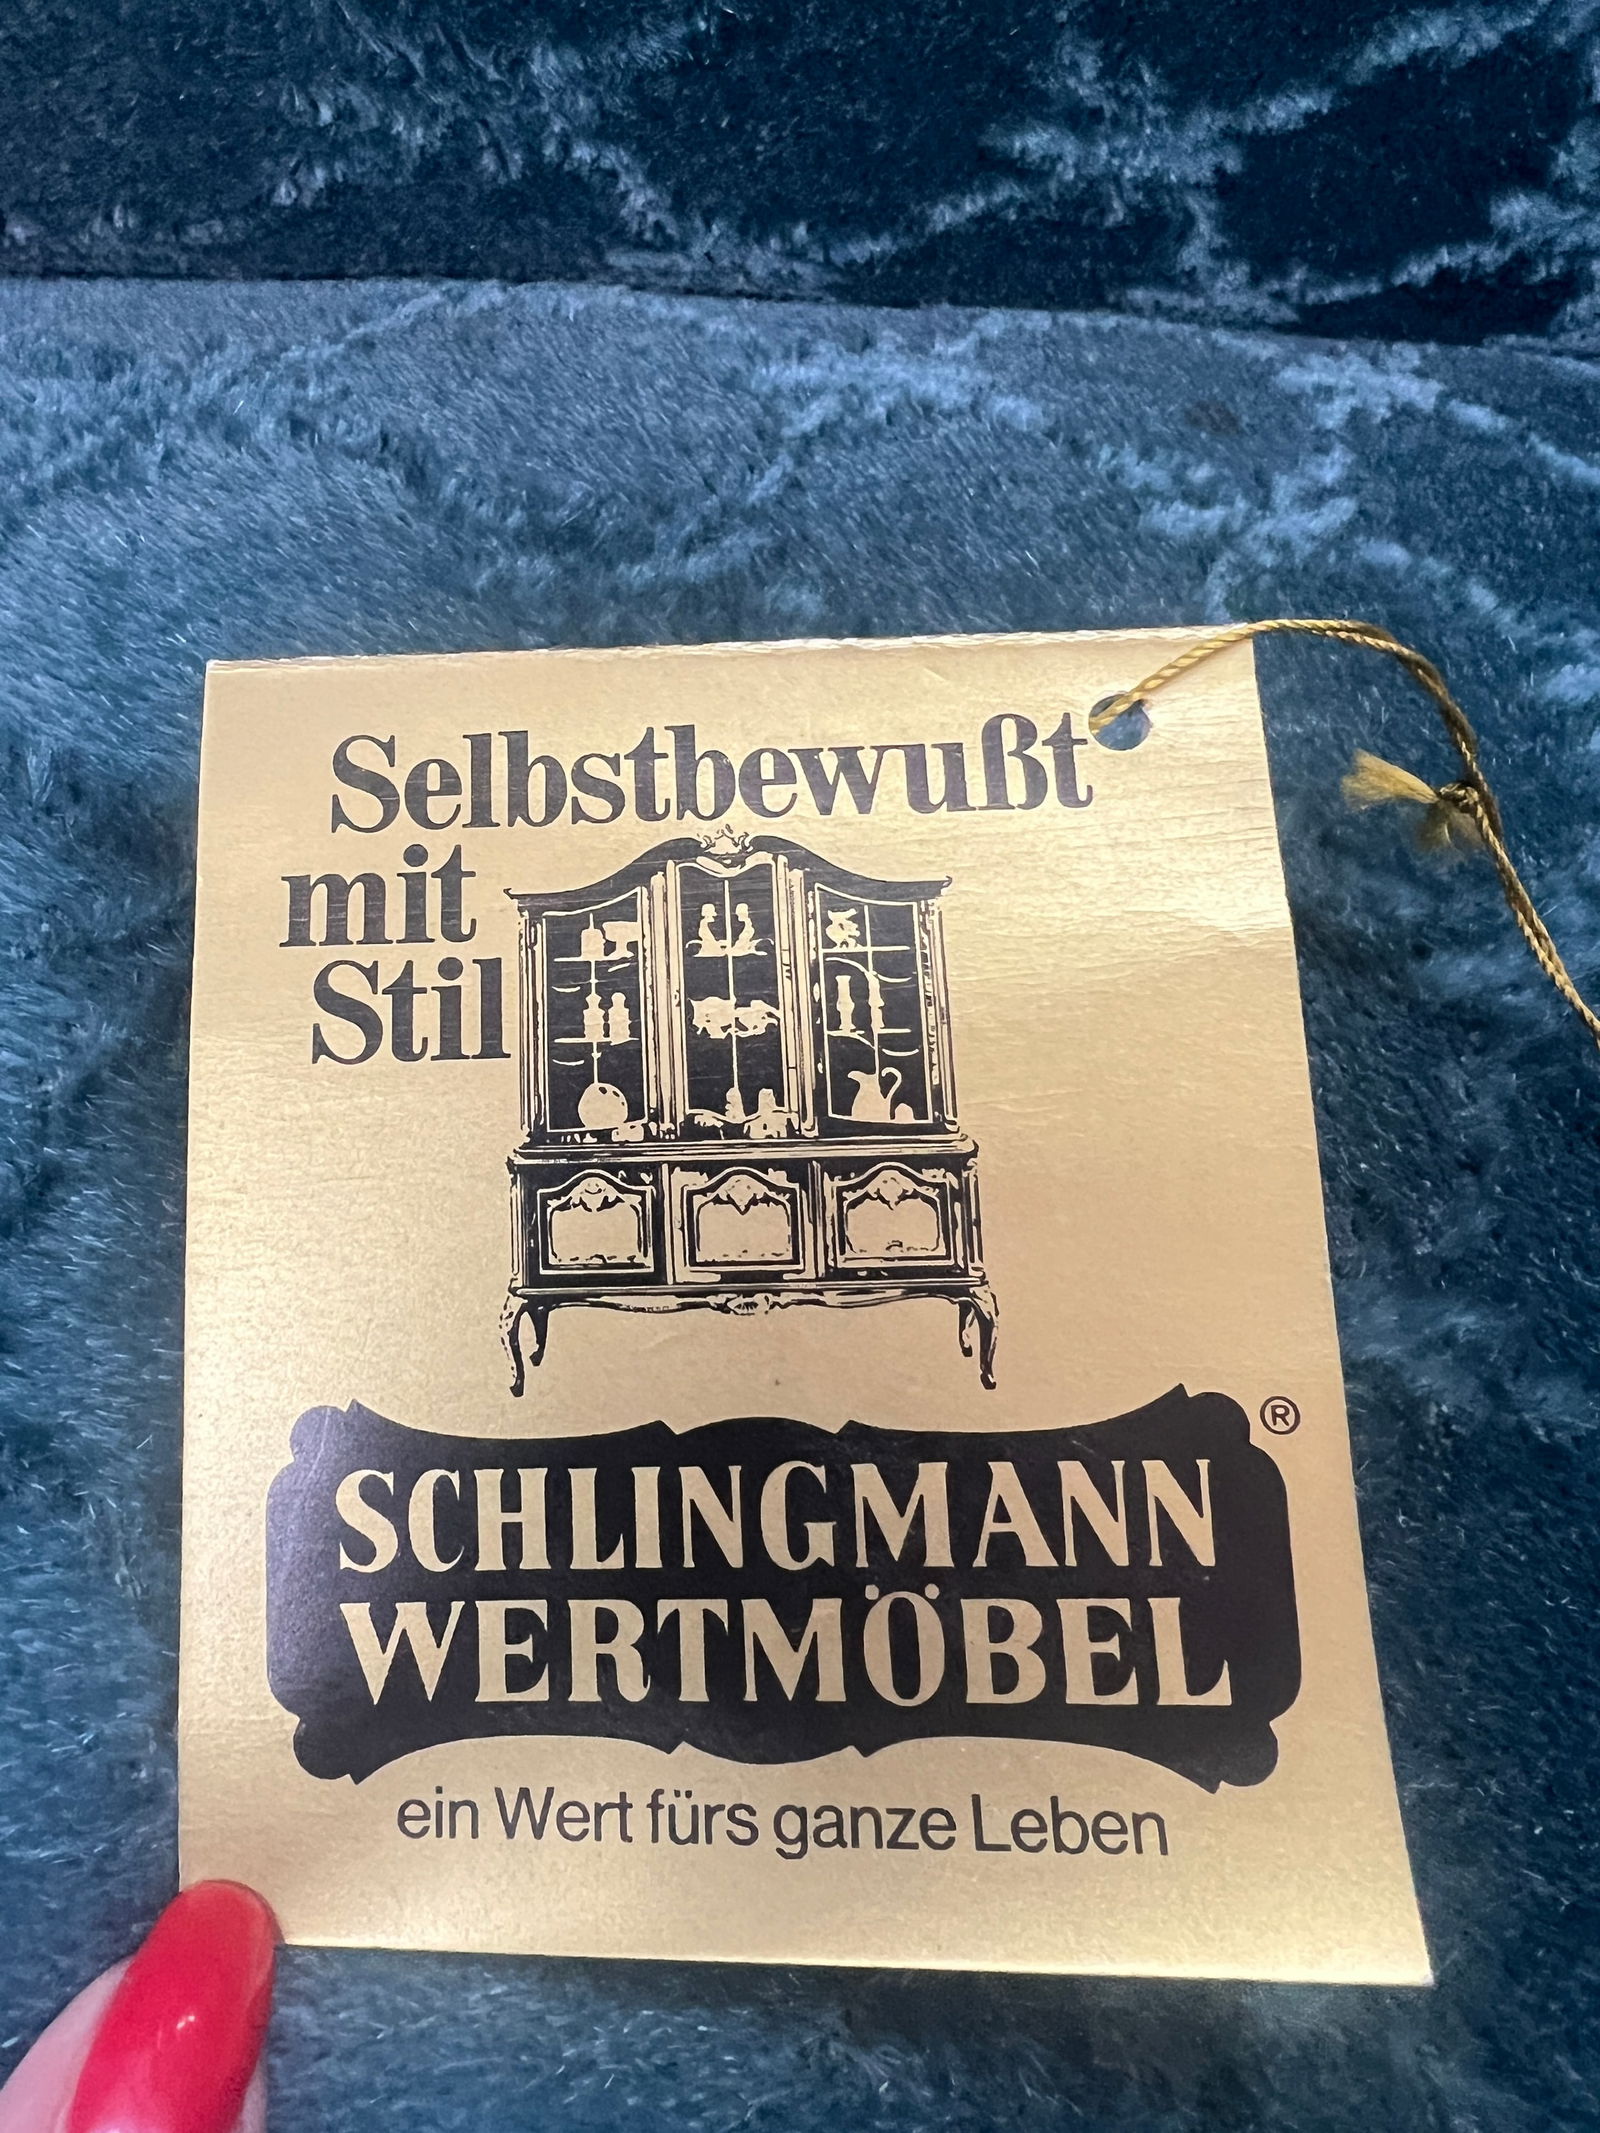 Selbstbewußt
mit
Stil
®
SCHLINGMANN
WERTMÖBEL
ein Wert fürs ganze Leben